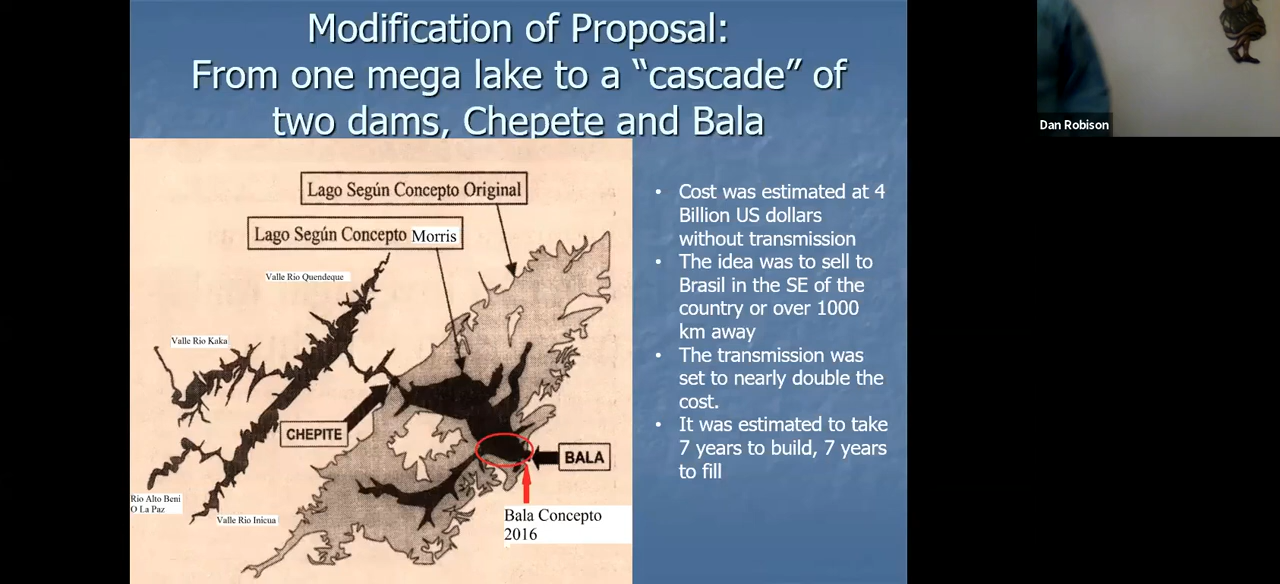 Modification of Proposal:
From one mega lake to a “cascade” of
two dams, Chepete and Bala
Lago Según Concepto Original
Lago Según Concepto Morris
Valle Rio Quendeque
Valle Rio Kaka
CHEPITE
BALA
Rio Alto Beni
O La Paz
Valle Rio Inicua
Bala Concepto
2016
• Cost was estimated at 4
Billion US dollars
without transmission
• The idea was to sell to
Brasil in the SE of the
country or over 1000
km away
• The transmission was
set to nearly double the
cost.
• It was estimated to take
7 years to build, 7 years
to fill
Dan Robison